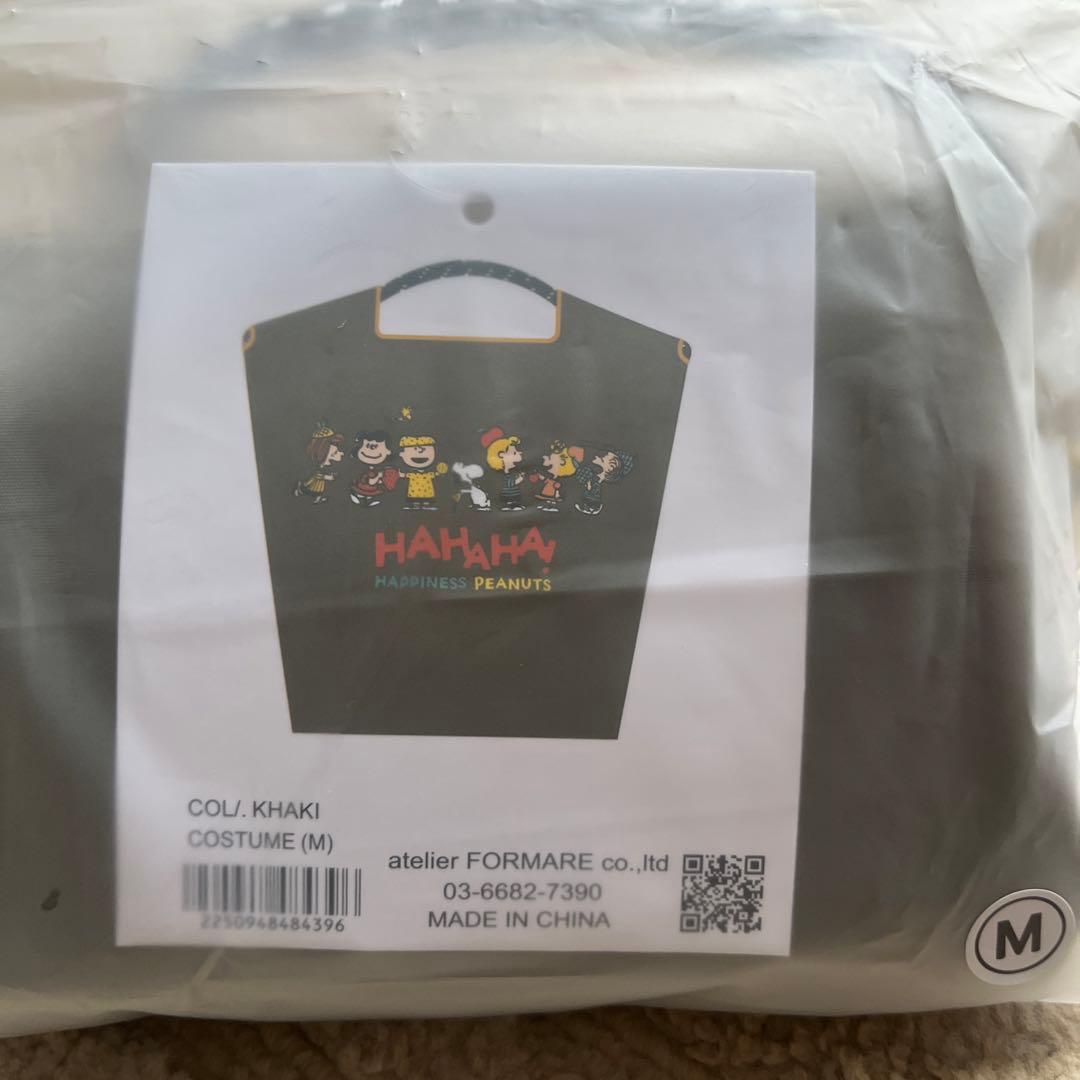 HAHAHA!
HAPPINESS PEANUTS
COL/. KHAKI
COSTUME (M)
2250948484396
atelier FORMARE co.,ltd
03-6682-7390
MADE IN CHINA
M